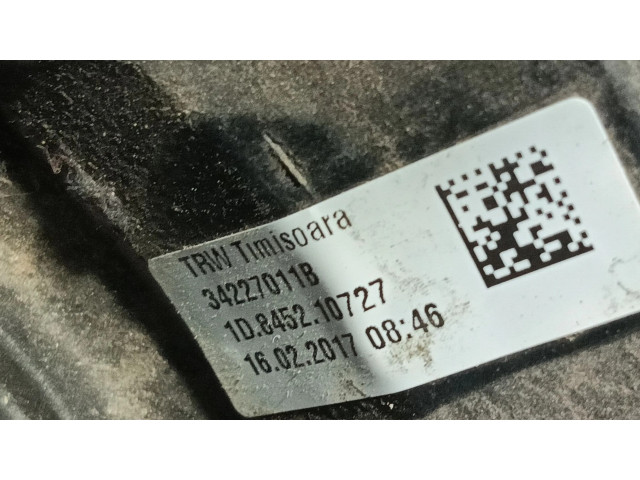 TRW Timisoara
34227011B
1D.8452.10727
16.02.2017 08:46